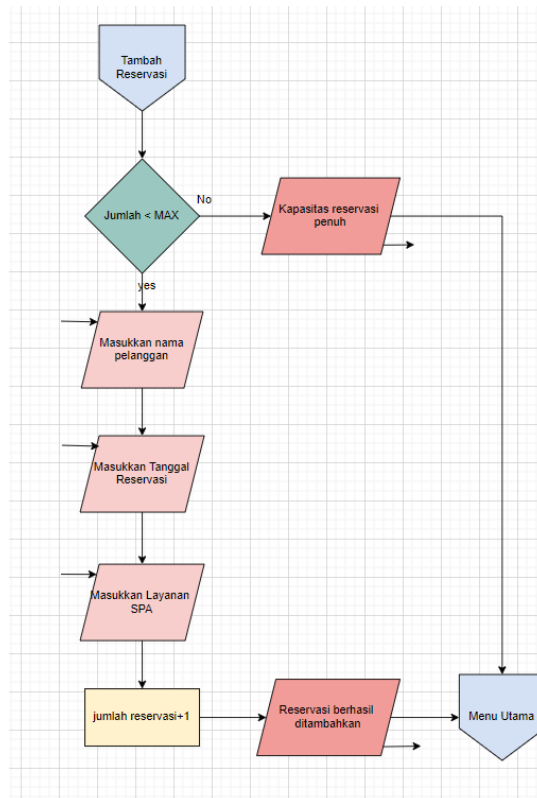 Tambah
Reservasi
Jumlah < MAX
No
Kapasitas reservasi
penuh
yes
Masukkan nama
pelanggan
Masukkan Tanggal
Reservasi
Masukkan Layanan
SPA
jumlah reservasi+1
Reservasi berhasil
ditambahkan
Menu Utama